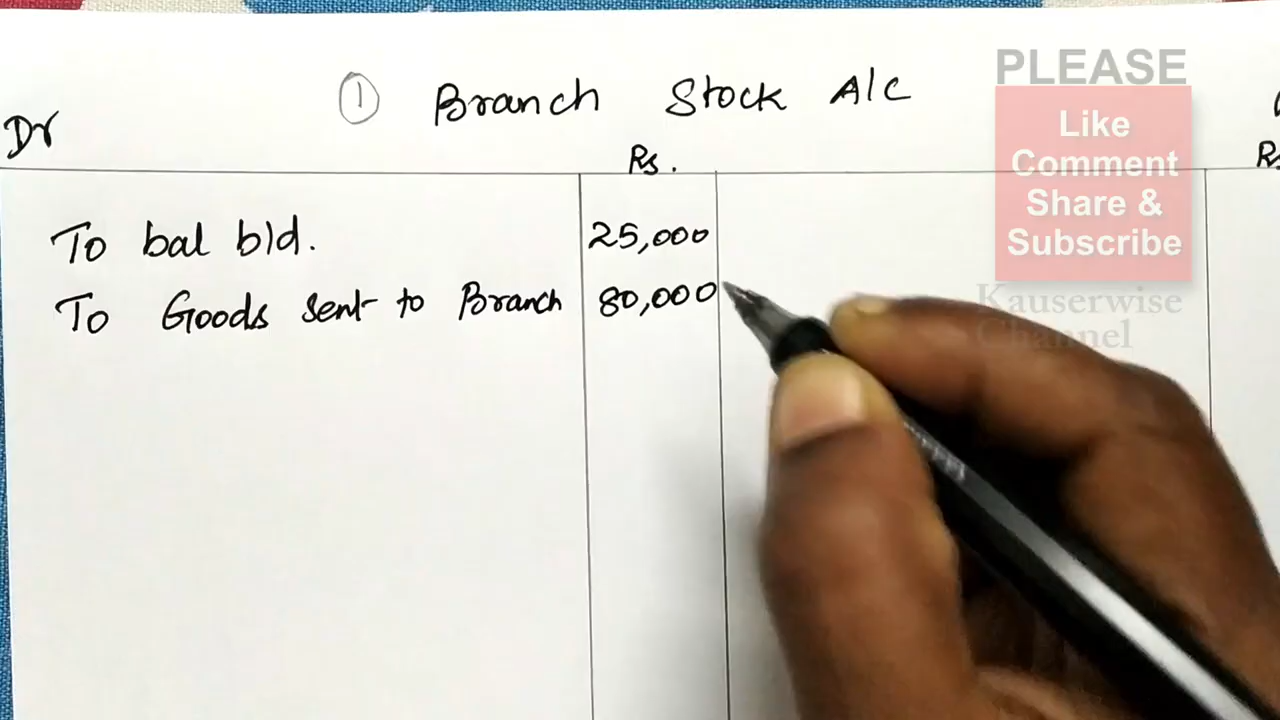 PLEASE
Like
Comment
Share &
Subscribe
Kauserwise
Channel
① Branch Stock A/c
Dr
Rs.
Rs
To bal b/d. 25,000
To Goods sent to Branch 80,000